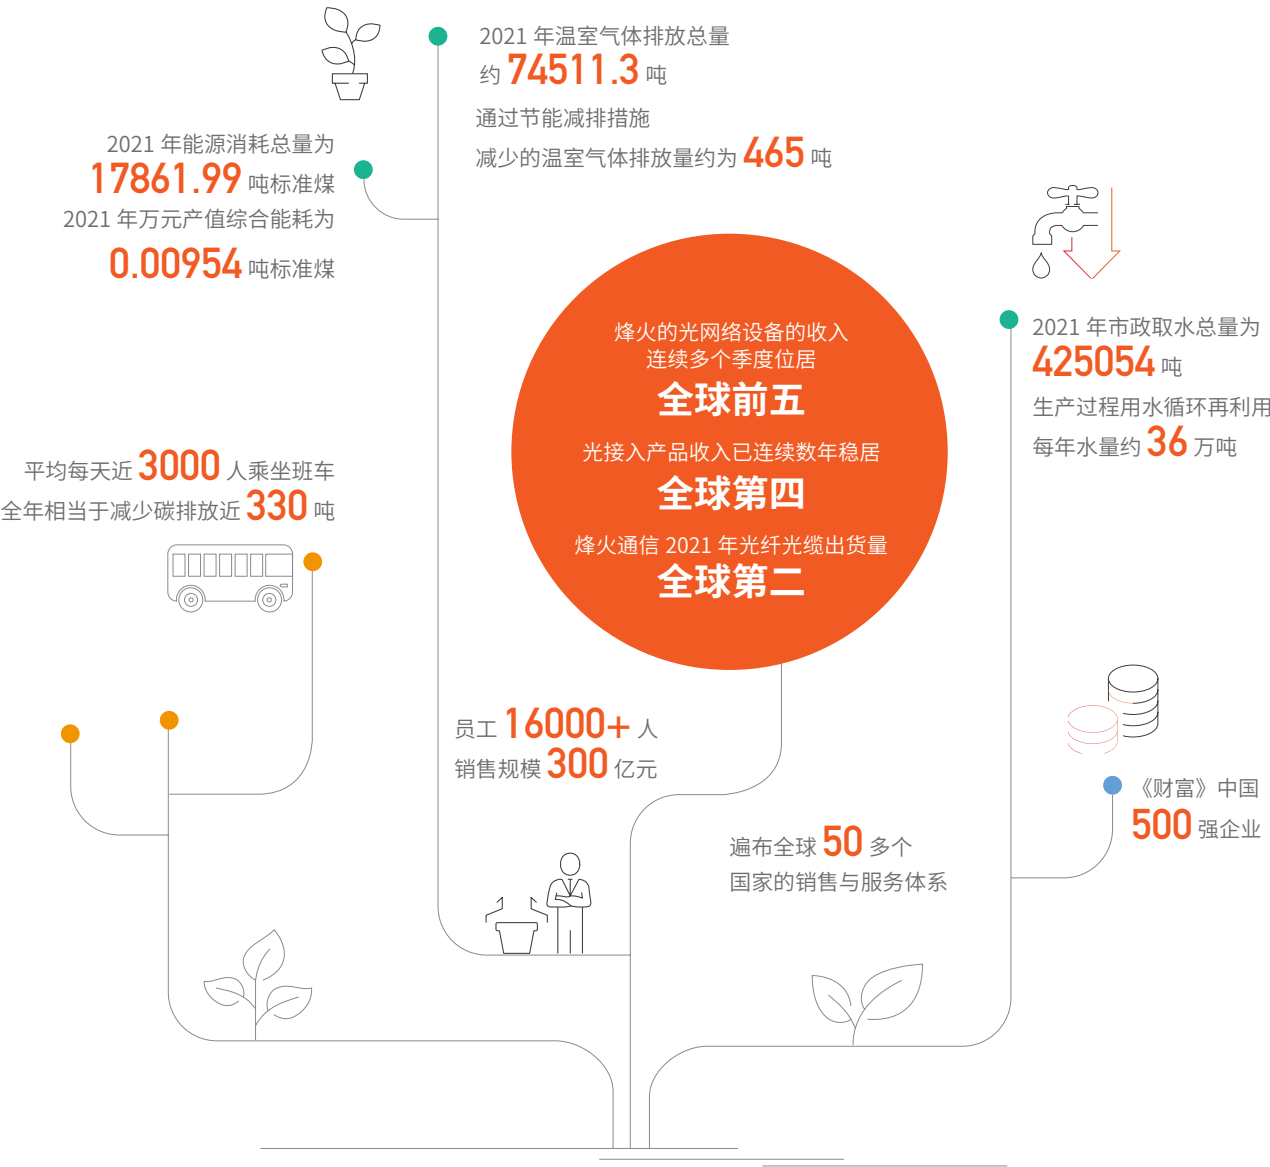 2021 年温室气体排放总量
约 74511.3 吨
通过节能减排措施
减少的温室气体排放量约为 465 吨
2021 年能源消耗总量为
17861.99 吨标准煤
2021 年万元产值综合能耗为
0.00954 吨标准煤
烽火的光网络设备的收入
连续多个季度位居
全球前五
光接入产品收入已连续数年稳居
全球第四
烽火通信 2021 年光纤光缆出货量
全球第二
2021 年市政取水总量为
425054 吨
生产过程用水循环再利用
每年水量约 36 万吨
平均每天近 3000 人乘坐班车
全年相当于减少碳排放近 330 吨
员工 16000+ 人
销售规模 300 亿元
《财富》中国
500 强企业
遍布全球 50 多个
国家的销售与服务体系